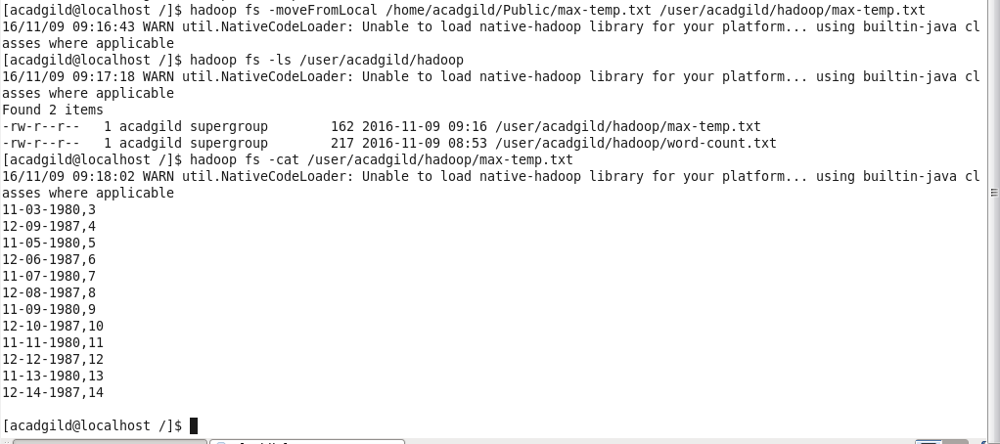 [acadgild@localhost /]$ hadoop fs -moveFromLocal /home/acadgild/Public/max-temp.txt /user/acadgild/hadoop/max-temp.txt
16/11/09 09:16:43 WARN util.NativeCodeLoader: Unable to load native-hadoop library for your platform... using builtin-java cl
asses where applicable
[acadgild@localhost /]$ hadoop fs -ls /user/acadgild/hadoop
16/11/09 09:17:18 WARN util.NativeCodeLoader: Unable to load native-hadoop library for your platform... using builtin-java cl
asses where applicable
Found 2 items
-rw-r--r--   1 acadgild supergroup        162 2016-11-09 09:16 /user/acadgild/hadoop/max-temp.txt
-rw-r--r--   1 acadgild supergroup        217 2016-11-09 08:53 /user/acadgild/hadoop/word-count.txt
[acadgild@localhost /]$ hadoop fs -cat /user/acadgild/hadoop/max-temp.txt
16/11/09 09:18:02 WARN util.NativeCodeLoader: Unable to load native-hadoop library for your platform... using builtin-java cl
asses where applicable
11-03-1980,3
12-09-1987,4
11-05-1980,5
12-06-1987,6
11-07-1980,7
12-08-1987,8
11-09-1980,9
12-10-1987,10
11-11-1980,11
12-12-1987,12
11-13-1980,13
12-14-1987,14
[acadgild@localhost /]$